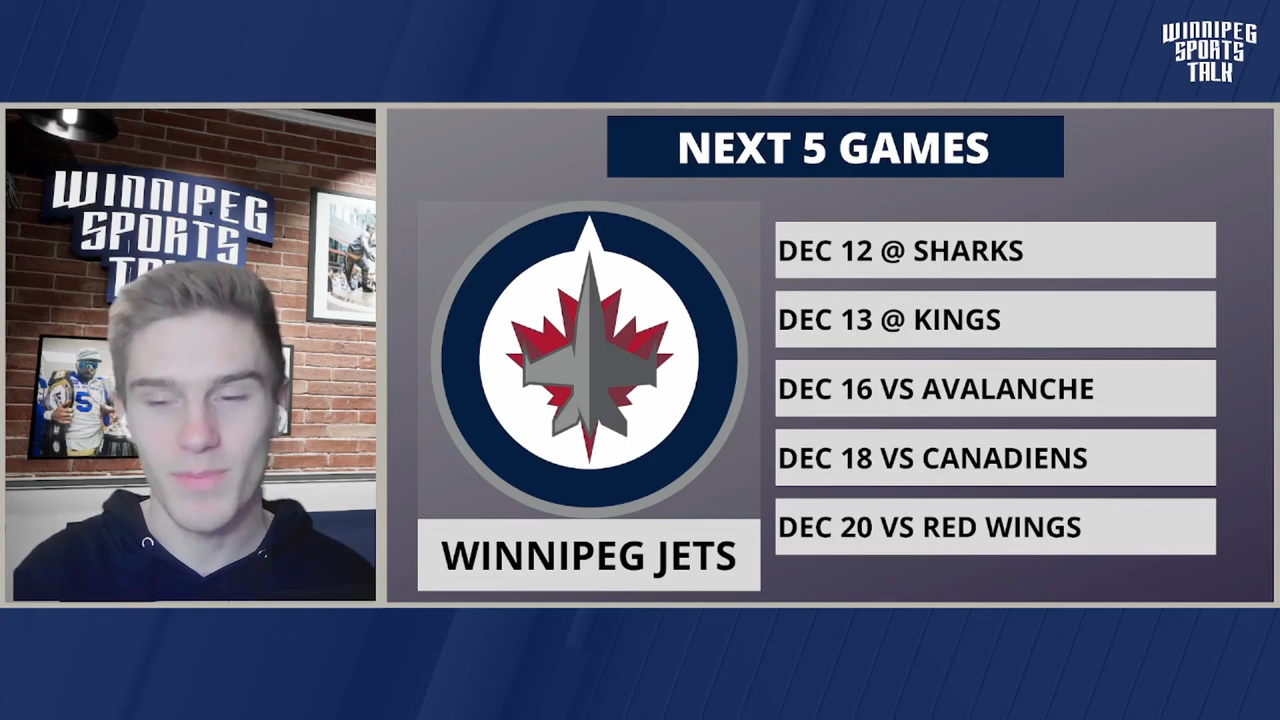 WINNIPEG
SPORTS
TALK
WINNIPEG
SPORTS
NEXT 5 GAMES
DEC 12 @ SHARKS
DEC 13 @ KINGS
DEC 16 VS AVALANCHE
DEC 18 VS CANADIENS
DEC 20 VS RED WINGS
WINNIPEG JETS
5